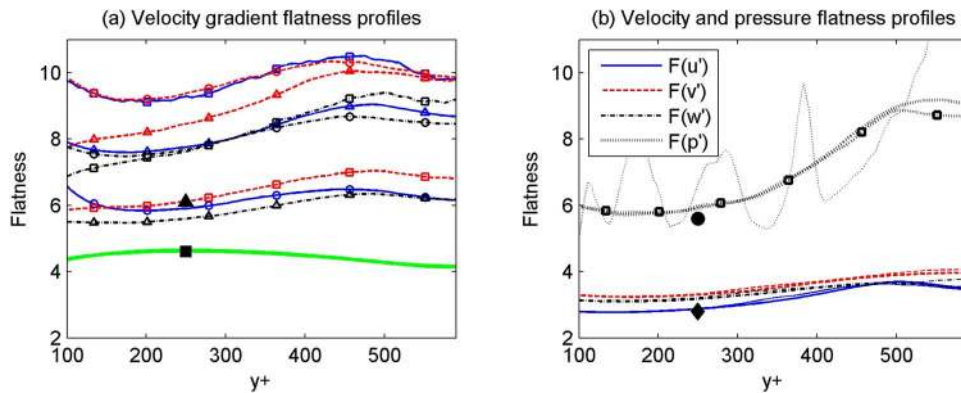 (a) Velocity gradient flatness profiles
10
8
6
4
2
Flatness
100
200
300
400
500
y+
(b) Velocity and pressure flatness profiles
F(u')
F(v')
F(w')
F(p')
10
8
6
4
2
Flatness
100
200
300
400
500
y+